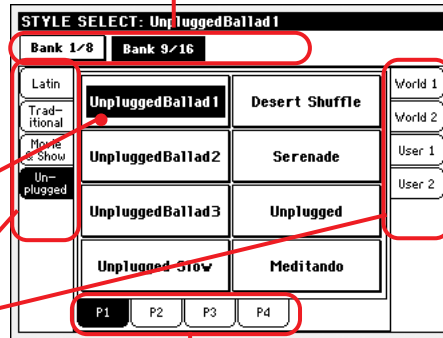 STYLE SELECT: UnpluggedBallad1
Bank 1/8 Bank 9/16
Latin
Trad-
itional
Movie
& Show
Un-
plugged
UnpluggedBallad1 Desert Shuffle
UnpluggedBallad2 Serenade
UnpluggedBallad3 Unplugged
Unplugged Slow Meditando
World 1
World 2
User 1
User 2
P1 P2 P3 P4